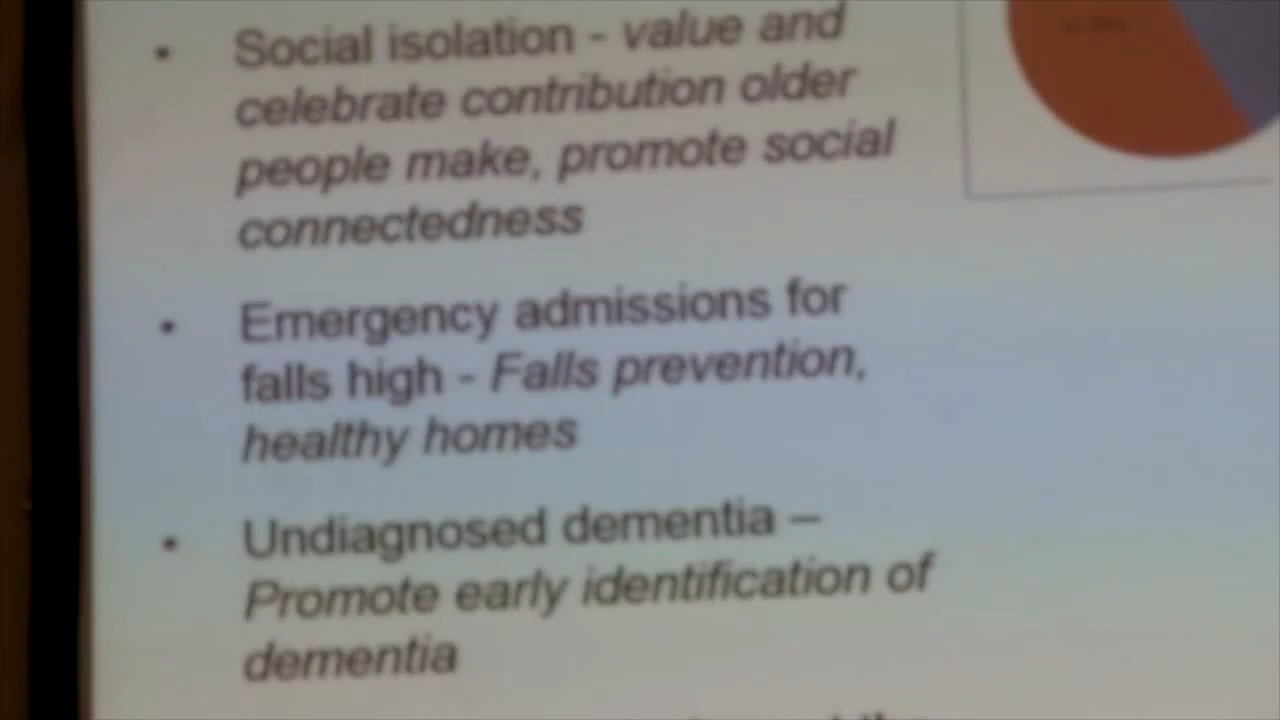 • Social isolation - value and
celebrate contribution older
people make, promote social
connectedness
• Emergency admissions for
falls high - Falls prevention,
healthy homes
• Undiagnosed dementia –
Promote early identification of
dementia